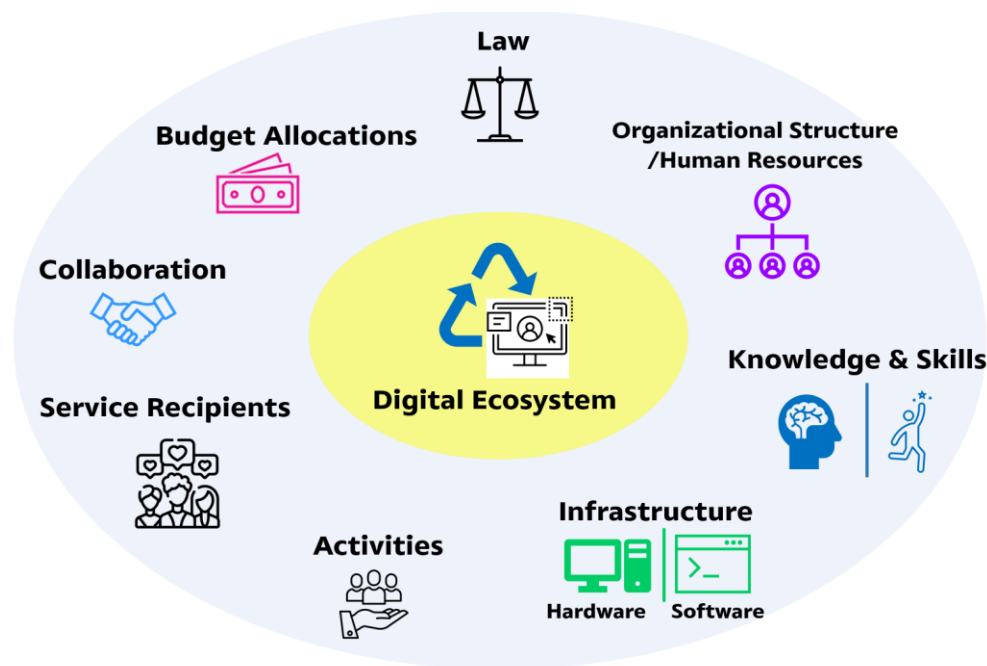 Law
Budget Allocations
Organizational Structure
/Human Resources
Collaboration
Digital Ecosystem
Knowledge & Skills
Service Recipients
Infrastructure
Hardware
Software
Activities